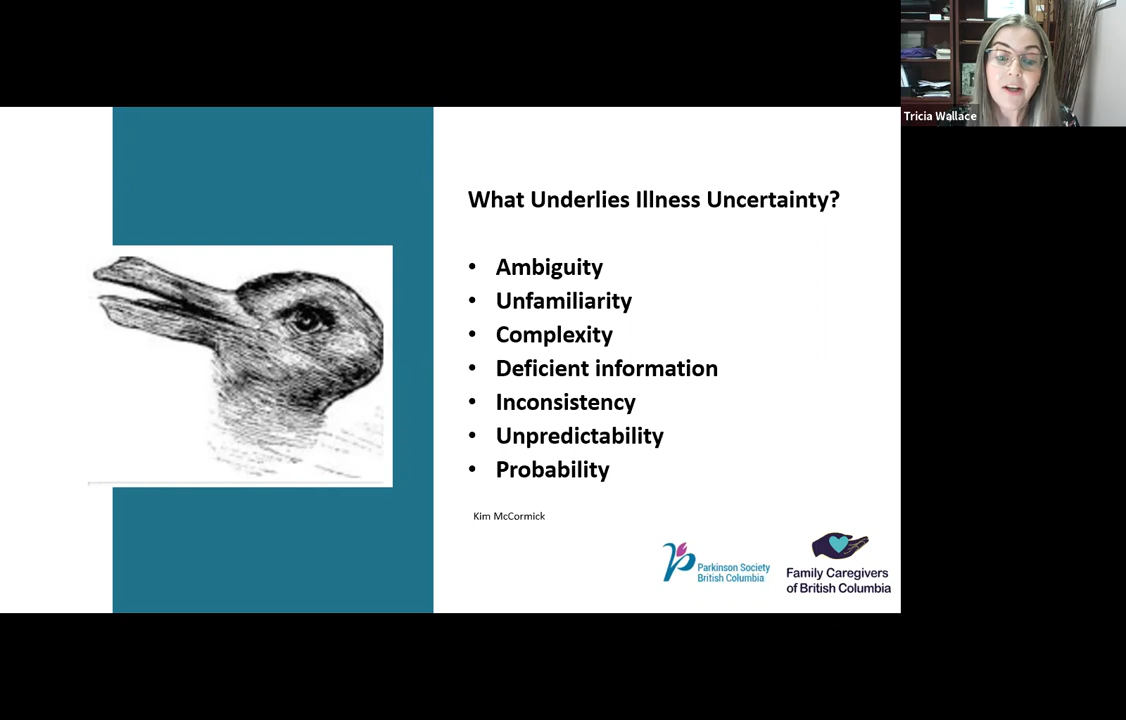 Tricia Wallace
What Underlies Illness Uncertainty?
• Ambiguity
• Unfamiliarity
• Complexity
• Deficient information
• Inconsistency
• Unpredictability
• Probability
Kim McCormick
Parkinson Society
British Columbia
Family Caregivers
of British Columbia